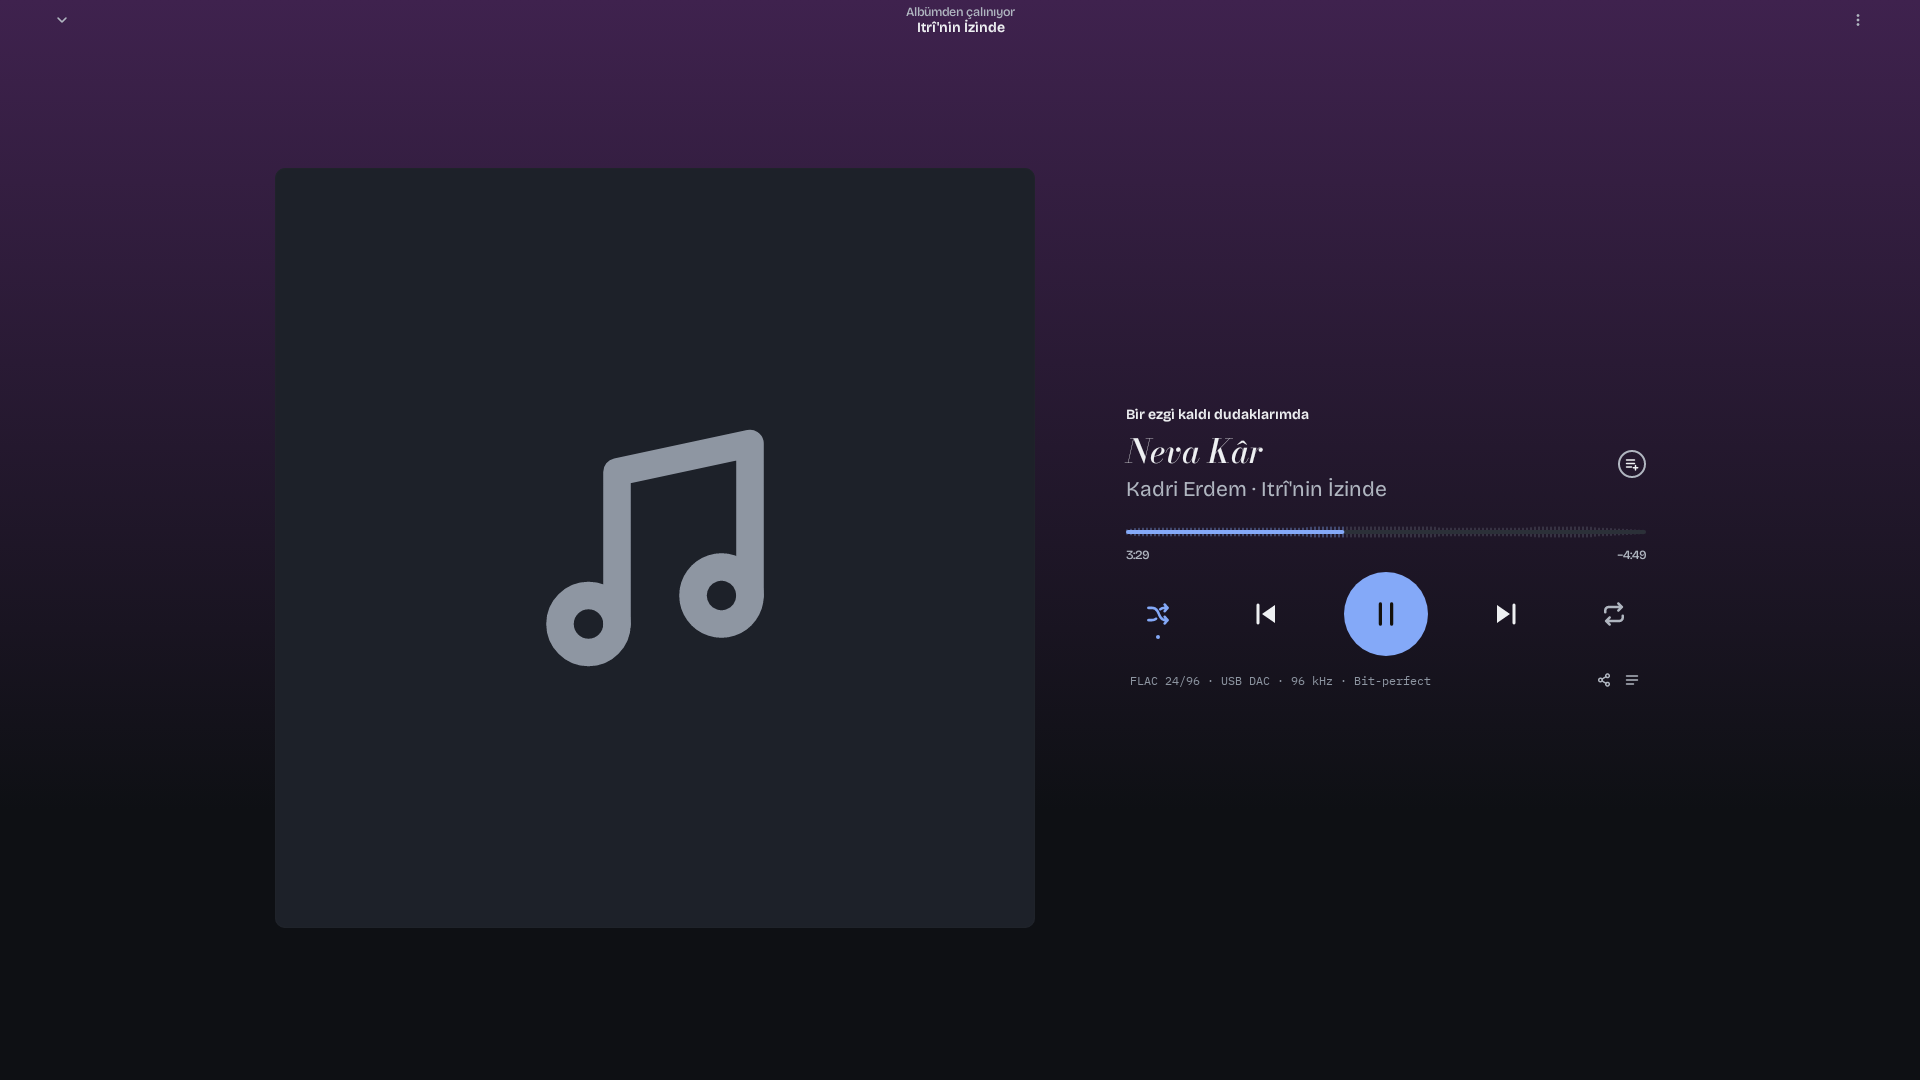 Albümden çalınıyor
Itrî'nin İzinde
Bir ezgi kaldı dudaklarımda
Neva Kâr
Kadri Erdem · Itrî'nin İzinde
3:29
−4:49
FLAC 24/96 · USB DAC · 96 kHz · Bit-perfect